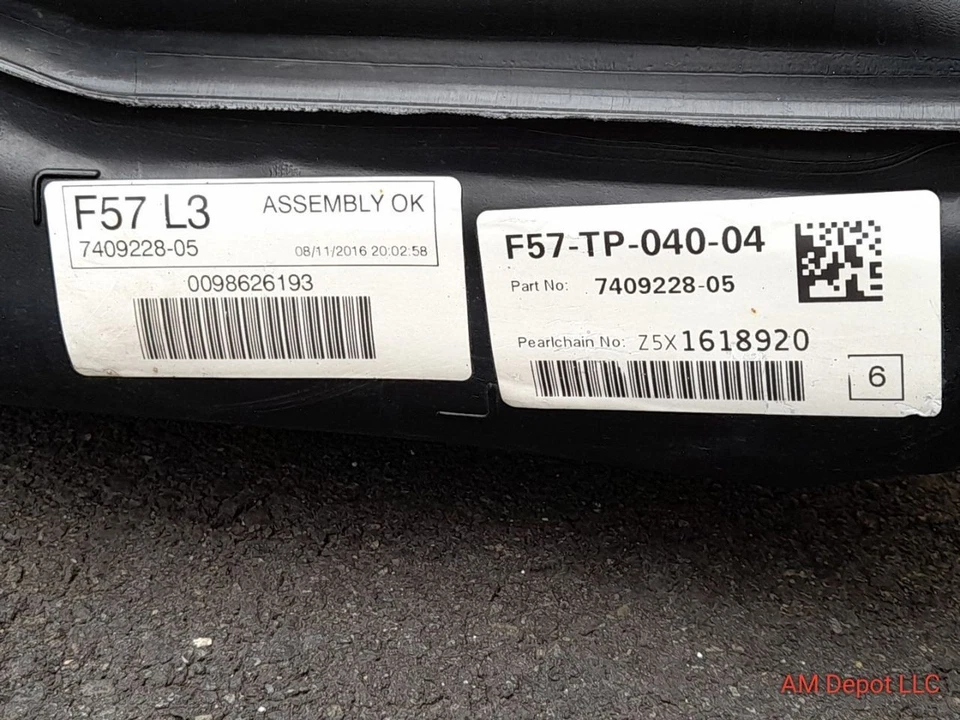 F57 L3 ASSEMBLY OK
7409228-05 08/11/2016 20:02:58
0098626193
F57-TP-040-04
Part No: 7409228-05
Pearlchain No: Z5X1618920
6
AM Depot LLC